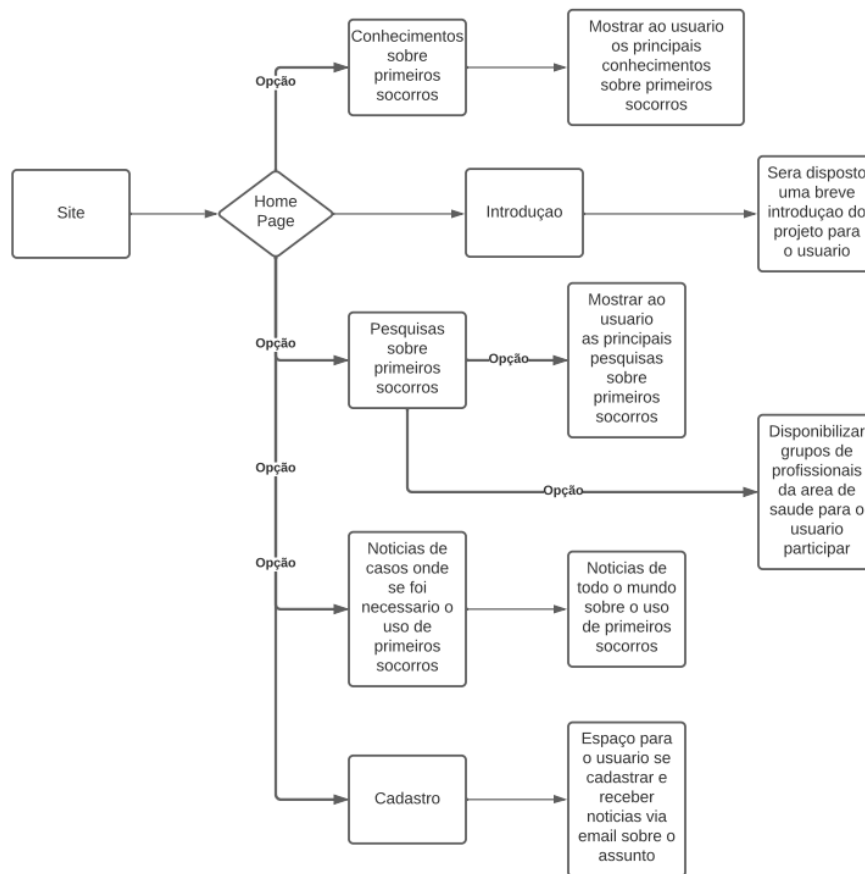 Conhecimentos
sobre
primeiros
socorros
Mostrar ao usuario
os principais
conhecimentos
sobre primeiros
socorros
Opção
Site
Home
Page
Introduçao
Sera disposto
uma breve
introduçao do
projeto para
o usuario
Opção
Pesquisas
sobre
primeiros
socorros
Opção
Mostrar ao
usuario
as principais
pesquisas
sobre
primeiros
socorros
Opção
Opção
Disponibilizar
grupos de
profissionais
da area de
saude para o
usuario
participar
Opção
Noticias de
casos onde
se foi
necessario o
uso de
primeiros
socorros
Noticias de
todo o mundo
sobre o uso
de primeiros
socorros
Cadastro
Espaço para
o usuario se
cadastrar e
receber
noticias via
email sobre o
assunto